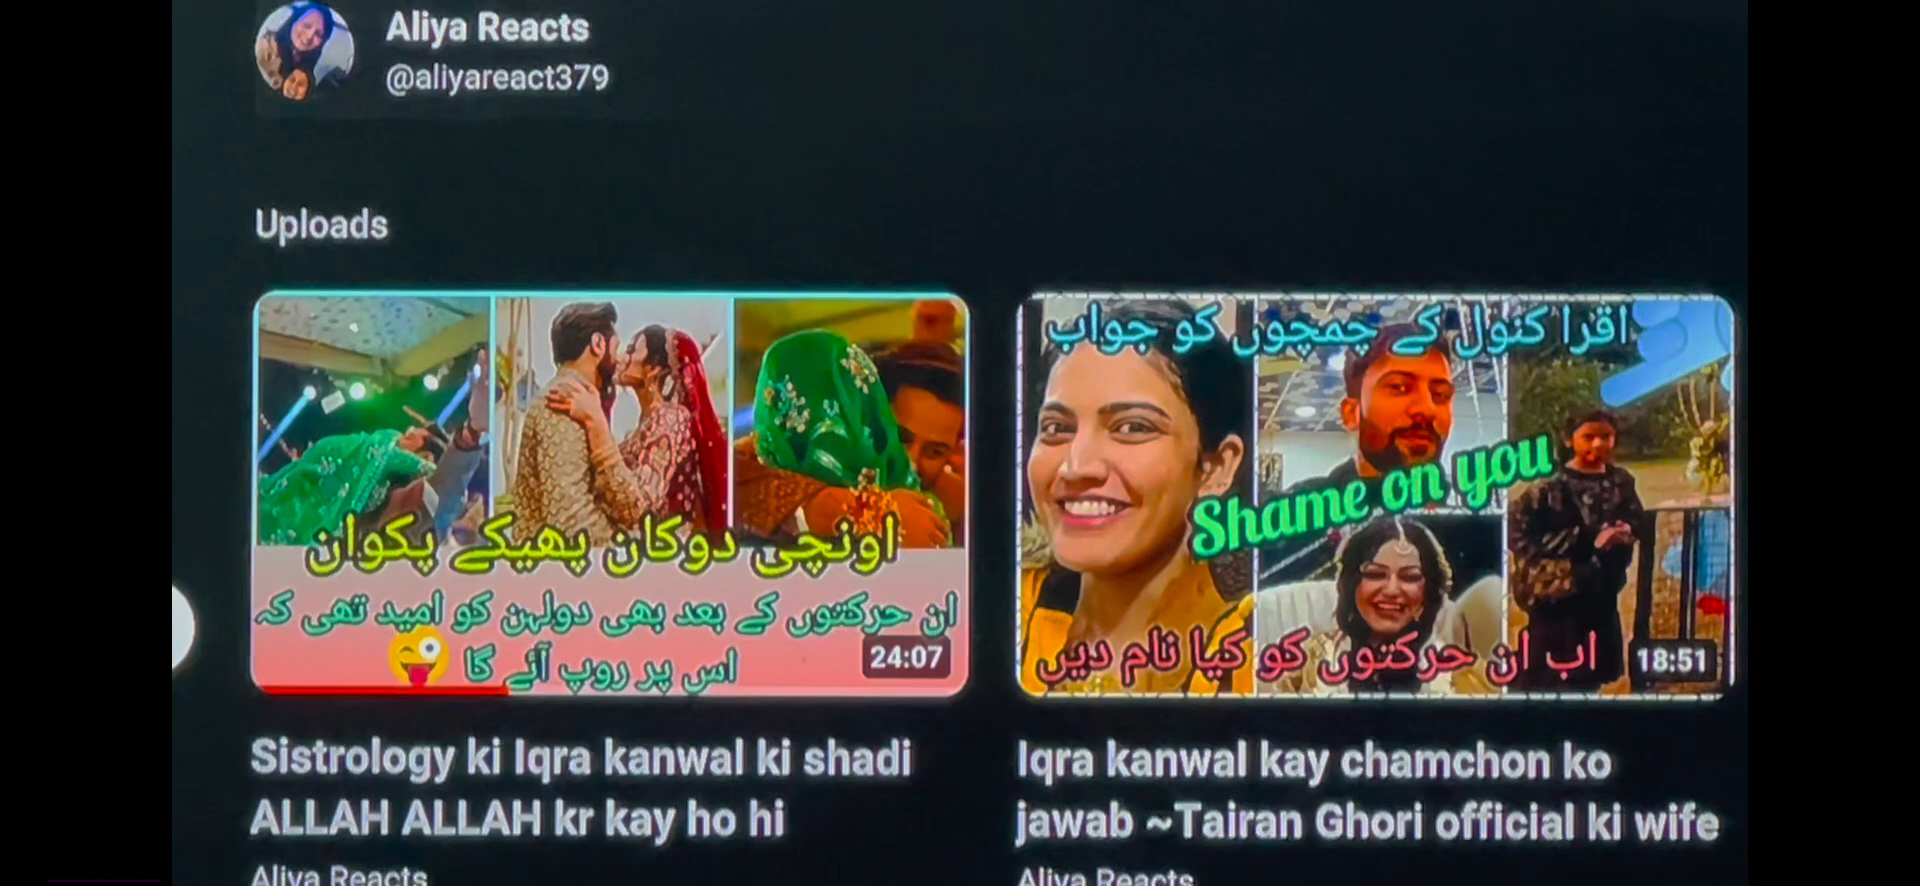 Aliya Reacts
@aliyareact379
Uploads
اونچی دوکان پھیکے پکوان
ان حرکتوں کے بعد بھی دولہن کو امید تھی کہ
اس پر روپ آئے گا
24:07
Sistrology ki Iqra kanwal ki shadi
ALLAH ALLAH kr kay ho hi
Aliya Reacts
اقرا کنول کے چمچوں کو جواب
Shame on you
اب ان حرکتوں کو کیا نام دیں
18:51
Iqra kanwal kay chamchon ko
jawab ~Tairan Ghori official ki wife
Aliya Reacts